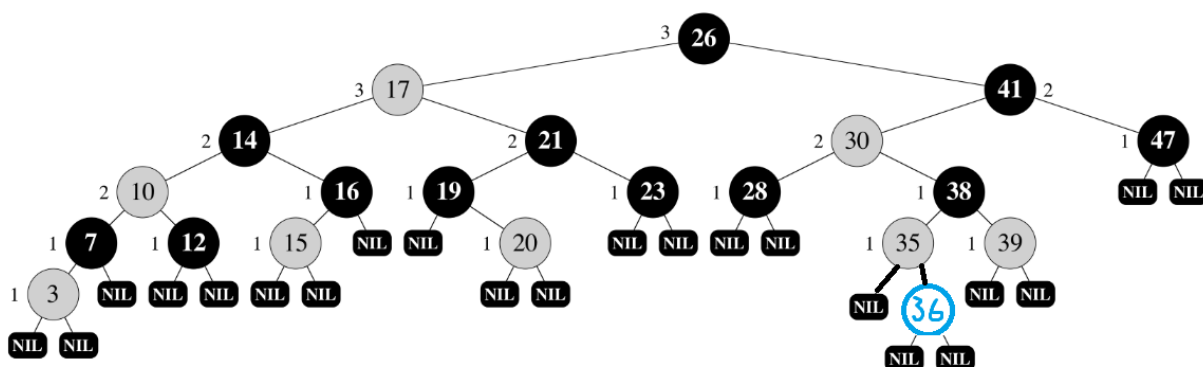 3 26
3 17 41 2
2 14 2 21 2 30 1 47
2 10 1 16 1 19 1 23 1 28 1 38 NIL NIL
1 7 1 12 1 15 NIL NIL 1 20 NIL NIL NIL NIL 1 35 1 39
1 3 NIL NIL NIL NIL NIL NIL NIL NIL 36 NIL NIL
NIL NIL NIL NIL